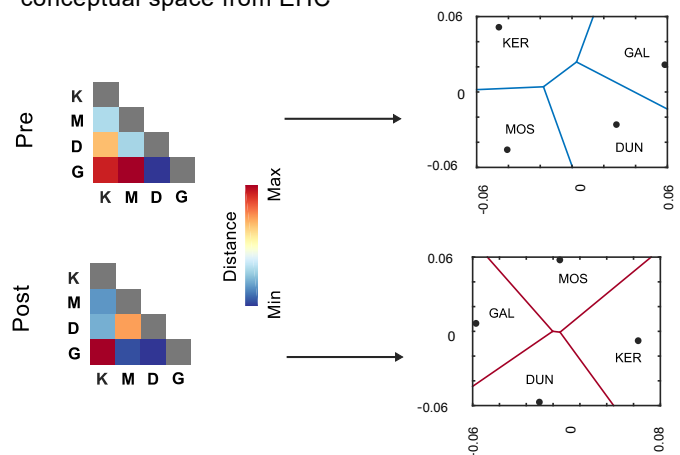 conceptual space from EHC
Pre
K
M
D
G
K M D G
0.06
0
-0.06
KER
GAL
MOS
DUN
-0.06
0
0.06
Distance
Max
Min
Post
K
M
D
G
K M D G
0.06
0
-0.06
MOS
GAL
KER
DUN
-0.06
0
0.08